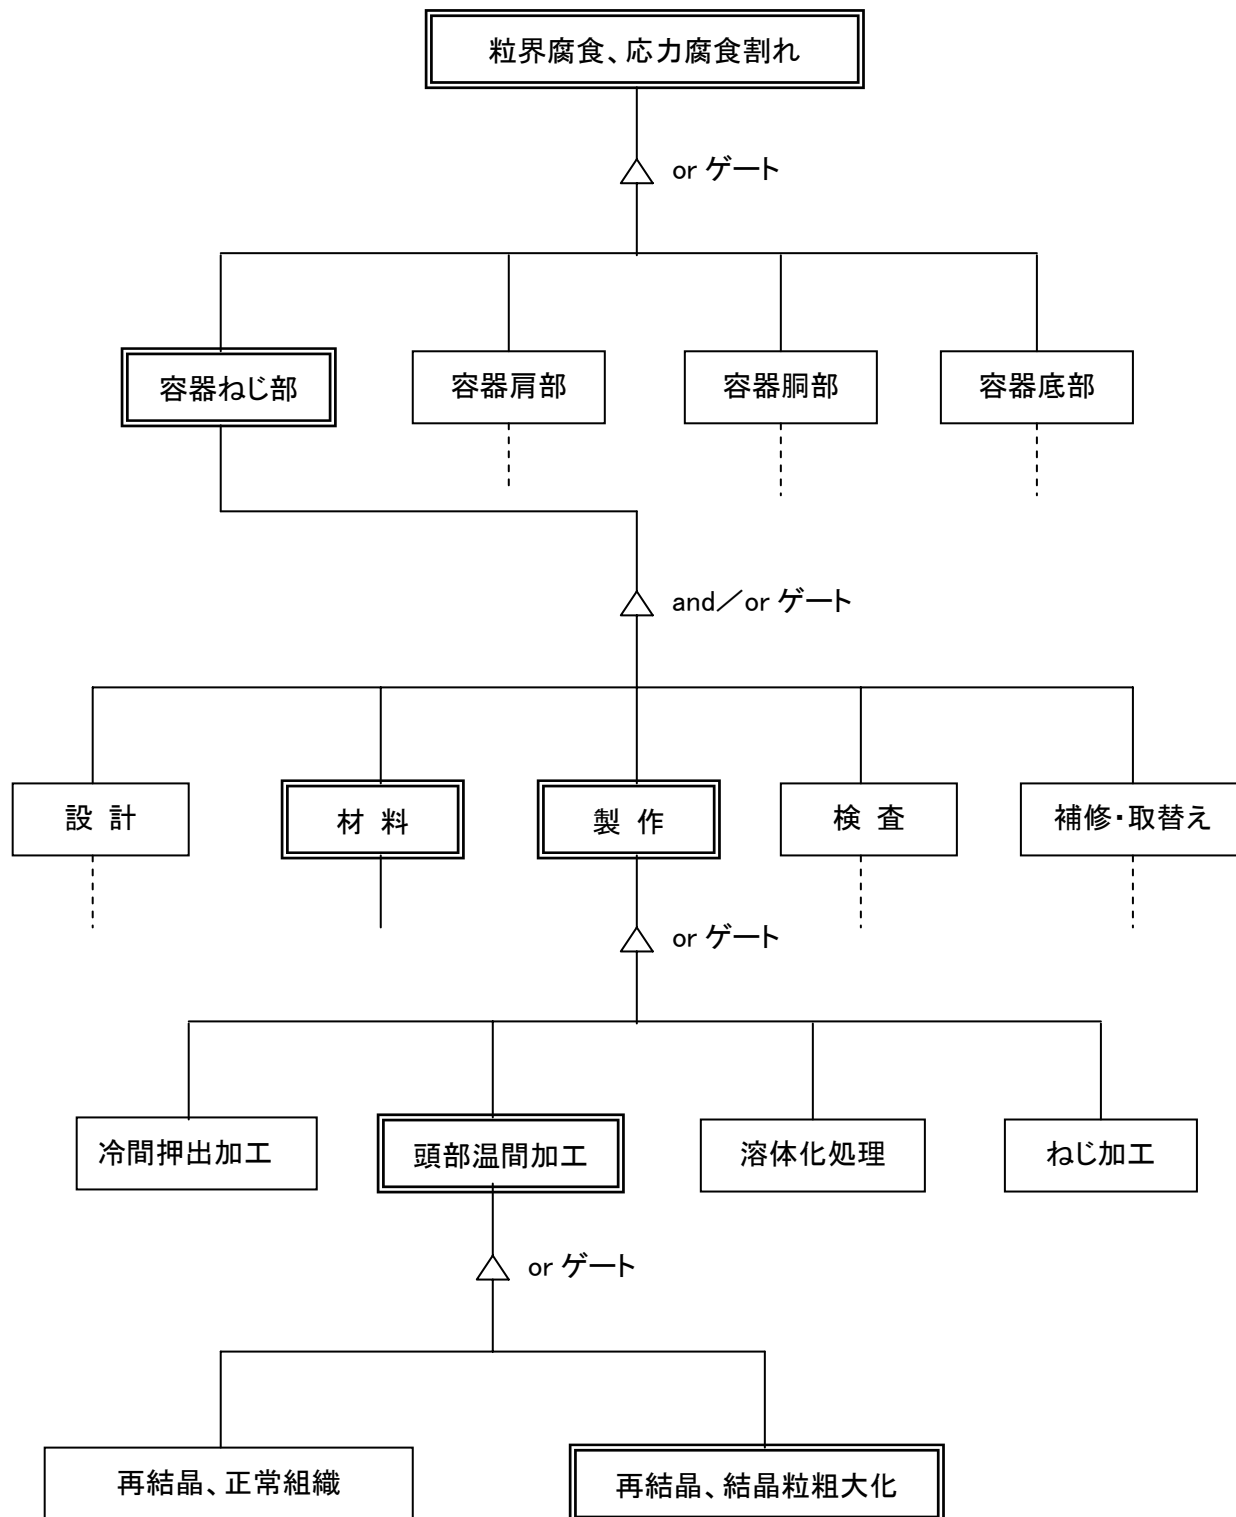 粒界腐食、応力腐食割れ
or ゲート
容器ねじ部
容器肩部
容器胴部
容器底部
and／or ゲート
設 計
材 料
製 作
検 査
補修・取替え
or ゲート
冷間押出加工
頭部温間加工
溶体化処理
ねじ加工
or ゲート
再結晶、正常組織
再結晶、結晶粒粗大化